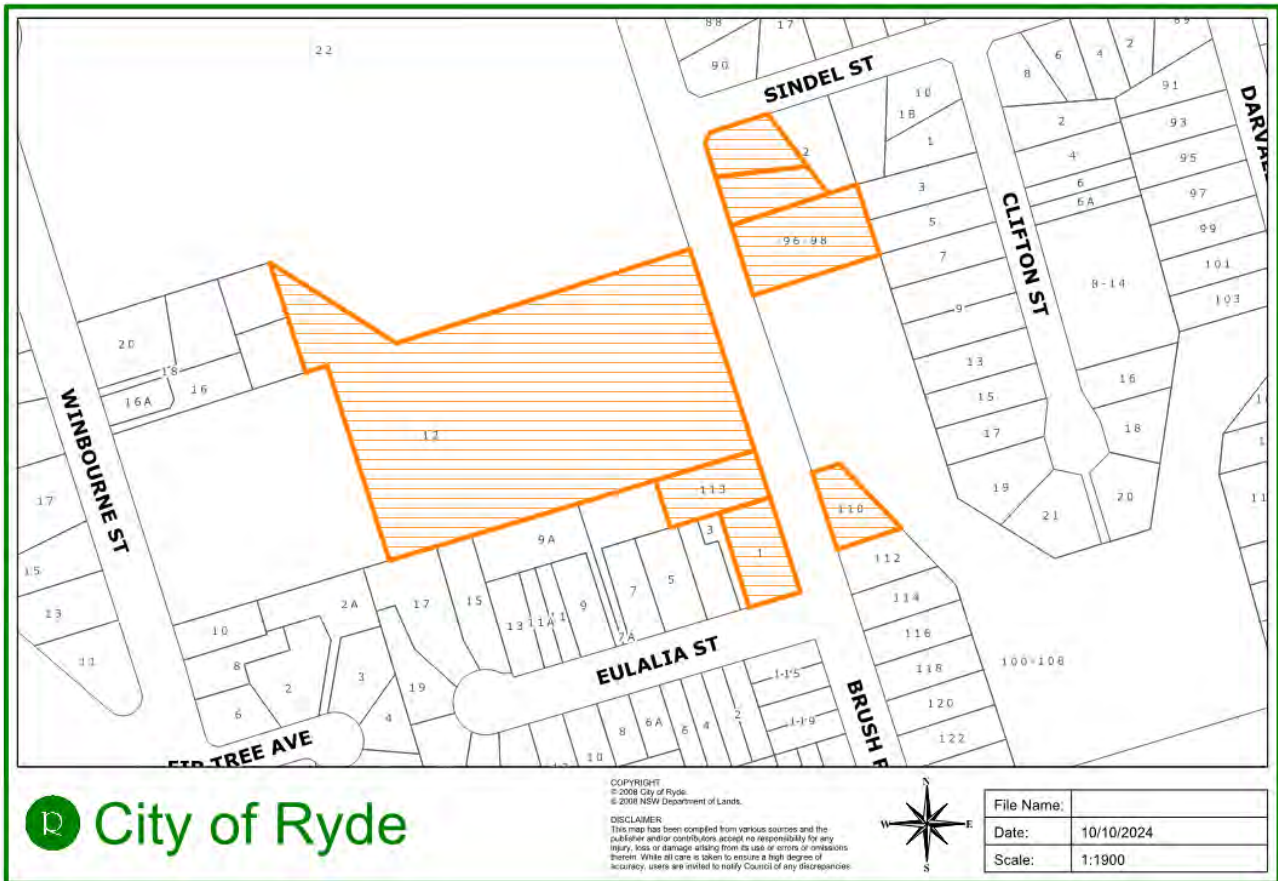 22
88
17
90
SINDEL ST
8
6
4
2
69
91
DARVAL
10
1B
1
2
93
2
4
95
3
6
6A
97
5
CLIFTON ST
99
96-98
7
101
8-14
103
9
20
13
18
16
16A
16
15
WINBOURNE ST
12
17
18
17
113
19
20
110
21
3
9A
1
112
15
7
5
13
2A
17
15
13
11A
11
9
114
7A
10
116
EULALIA ST
8
11
3
118
100-108
115
2
19
6
4
BRUSH R
120
8
6A
6
4
2
119
122
10
FIR TREE AVE
R City of Ryde
COPYRIGHT
© 2008 City of Ryde.
© 2008 NSW Department of Lands.
DISCLAIMER
This map has been compiled from various sources and the
publisher and/or contributors accept no responsibility for any
injury, loss or damage arising from its use or errors or omissions
therein. While all care is taken to ensure a high degree of
accuracy, users are invited to notify Council of any discrepancies
N
W E
S
File Name:
Date: 10/10/2024
Scale: 1:1900